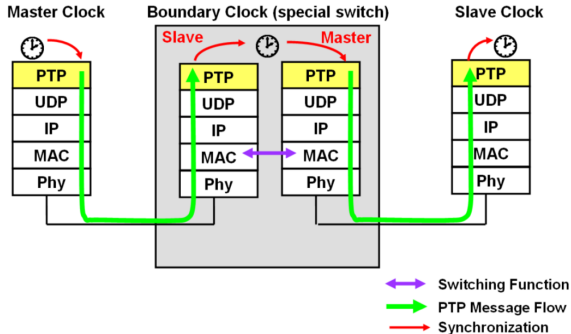 Master Clock
Boundary Clock (special switch)
Slave Clock
Slave
Master
PTP
UDP
IP
MAC
Phy
PTP
UDP
IP
MAC
Phy
PTP
UDP
IP
MAC
Phy
PTP
UDP
IP
MAC
Phy
Switching Function
PTP Message Flow
Synchronization